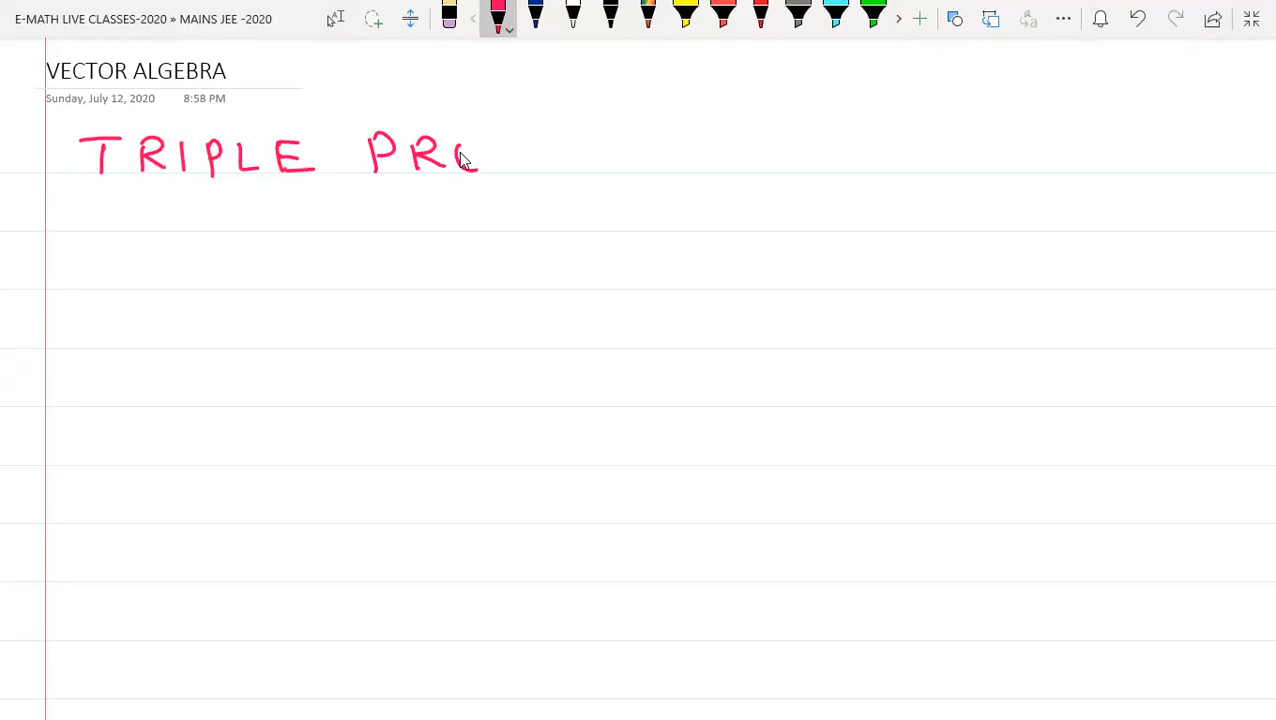 E-MATH LIVE CLASSES-2020 » MAINS JEE -2020
VECTOR ALGEBRA
Sunday, July 12, 2020 8:58 PM
TRIPLE PR